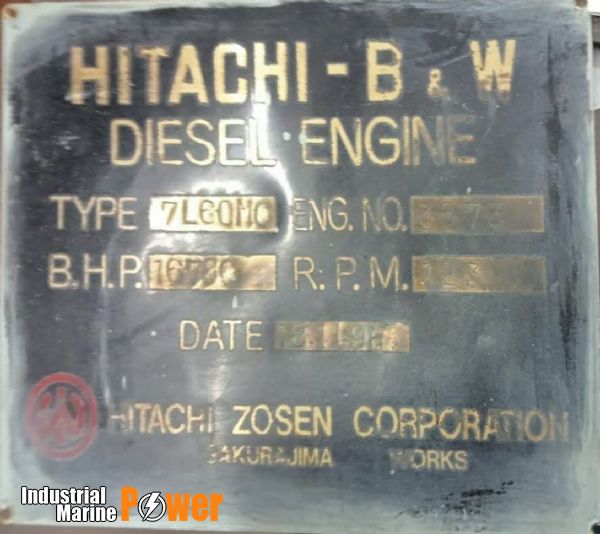 HITACHI - B & W
DIESEL ENGINE
TYPE 7L60MC ENG. NO.
B.H.P. R.P.M.
DATE
HITACHI ZOSEN CORPORATION
SAKURAJIMA WORKS
Industrial
Marine Power